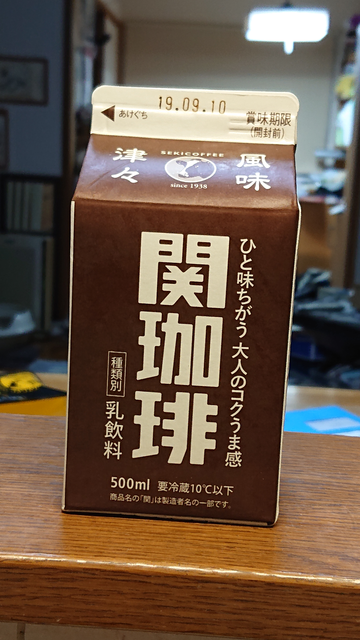 19.09.10
あけぐち
賞味期限
(開封前)
風味
津々
SEKICOFFEE
since 1938
ひと味ちがう 大人のコクとうま感
関珈琲
種類別
乳飲料
500ml 要冷蔵10℃以下
商品名の「関」は製造者名の一部です。